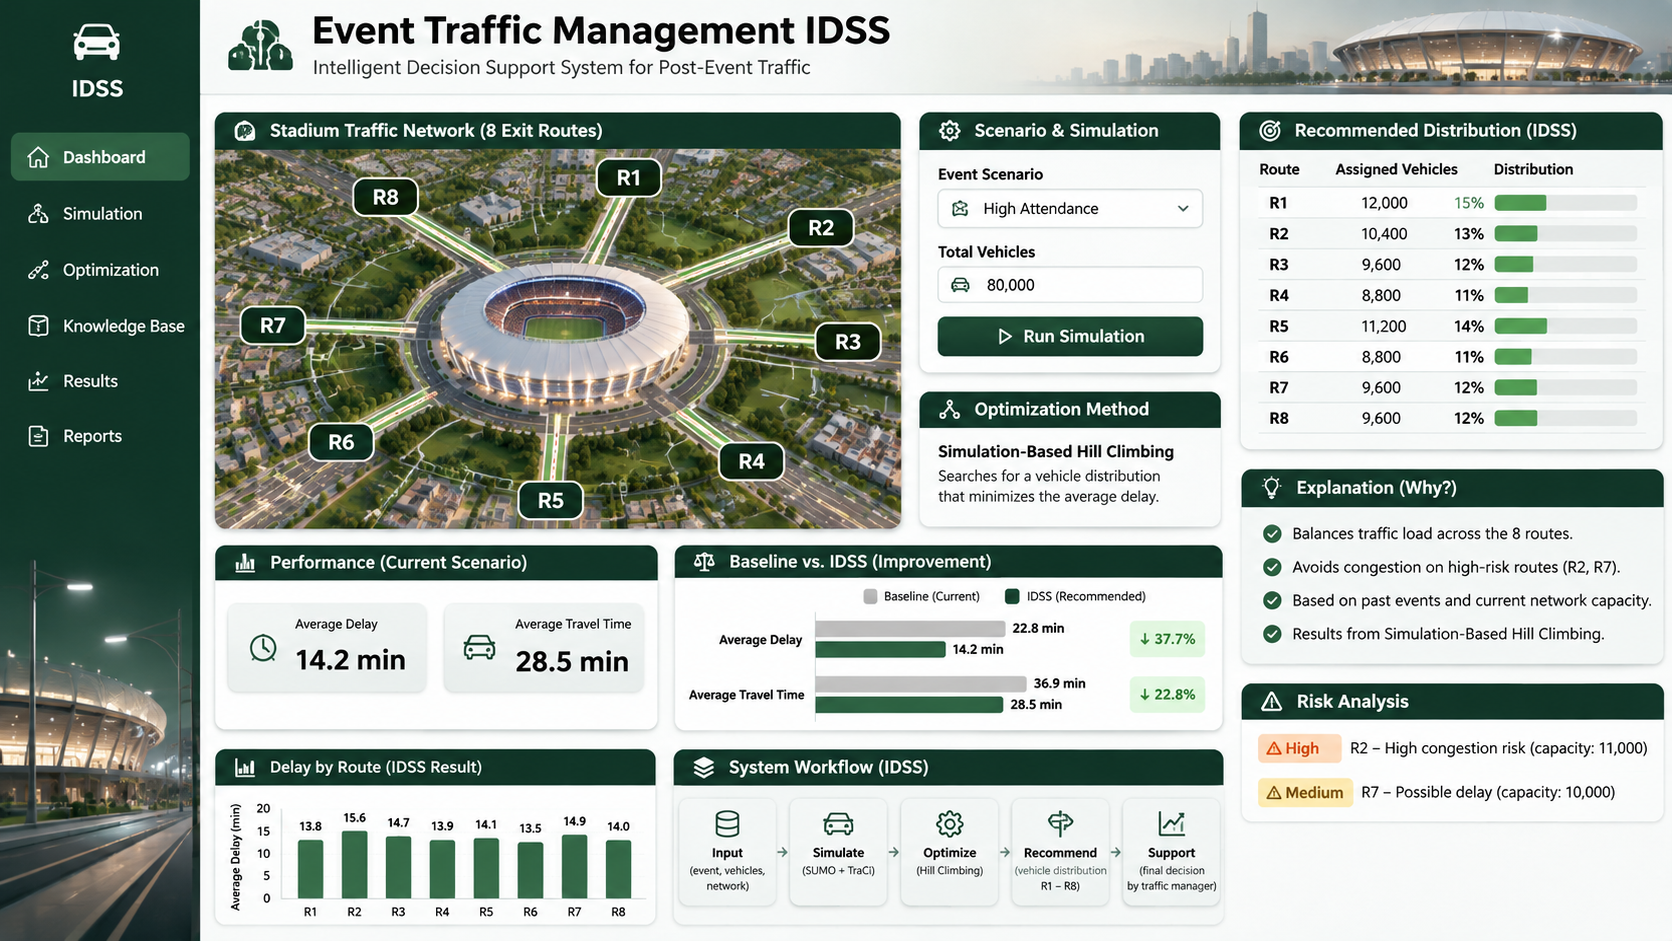 IDSS
Dashboard
Simulation
Optimization
Knowledge Base
Results
Reports
Event Traffic Management IDSS
Intelligent Decision Support System for Post-Event Traffic
Stadium Traffic Network (8 Exit Routes)
R1
R8
R2
R7
R3
R6
R4
R5
Scenario & Simulation
Event Scenario
High Attendance
Total Vehicles
80,000
Run Simulation
Optimization Method
Simulation-Based Hill Climbing
Searches for a vehicle distribution
that minimizes the average delay.
Recommended Distribution (IDSS)
Route Assigned Vehicles Distribution
R1 12,000 15%
R2 10,400 13%
R3 9,600 12%
R4 8,800 11%
R5 11,200 14%
R6 8,800 11%
R7 9,600 12%
R8 9,600 12%
Explanation (Why?)
Balances traffic load across the 8 routes.
Avoids congestion on high-risk routes (R2, R7).
Based on past events and current network capacity.
Results from Simulation-Based Hill Climbing.
Performance (Current Scenario)
Average Delay
14.2 min
Average Travel Time
28.5 min
Baseline vs. IDSS (Improvement)
Baseline (Current) IDSS (Recommended)
Average Delay
22.8 min
14.2 min
↓ 37.7%
Average Travel Time
36.9 min
28.5 min
↓ 22.8%
Risk Analysis
High R2 – High congestion risk (capacity: 11,000)
Medium R7 – Possible delay (capacity: 10,000)
Delay by Route (IDSS Result)
Average Delay (min)
20
15
10
5
0
13.8 15.6 14.7 13.9 14.1 13.5 14.9 14.0
R1 R2 R3 R4 R5 R6 R7 R8
System Workflow (IDSS)
Input
(event, vehicles,
network)
→
Simulate
(SUMO + TraCi)
→
Optimize
(Hill Climbing)
→
Recommend
(vehicle distribution
R1 – R8)
→
Support
(final decision
by traffic manager)